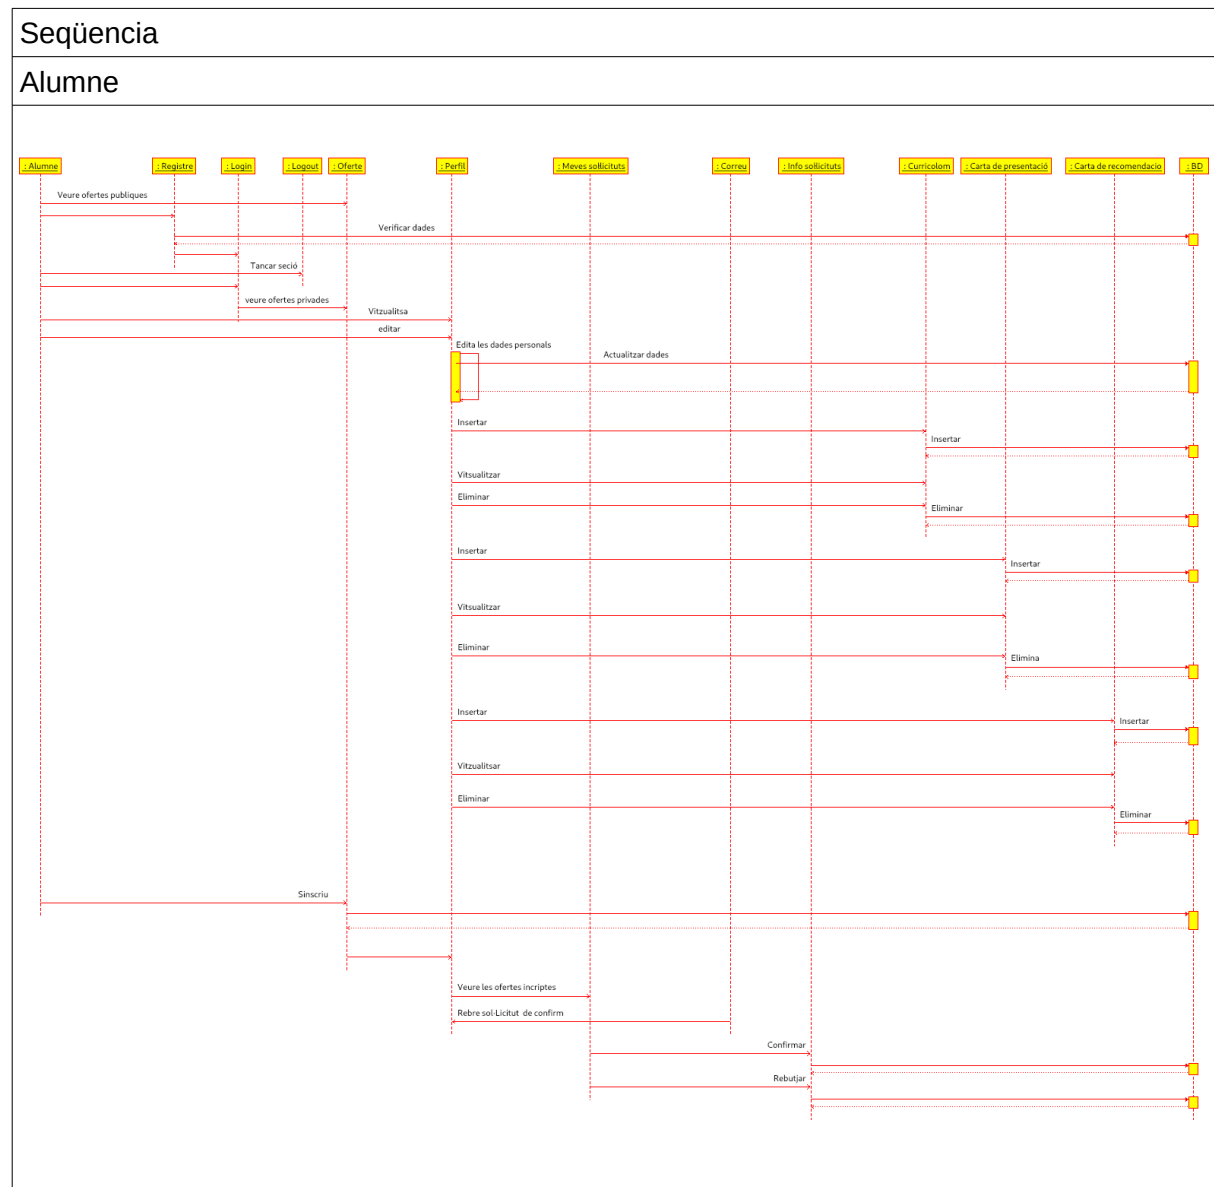 Seqüencia
Alumne
: Alumne
: Registre
: Login
: Logout
: Oferte
: Perfil
: Meves sol·licituts
: Correu
: Info sol·licituts
: Curricolom
: Carta de presentació
: Carta de recomendacio
: BD
Veure ofertes publiques
Verificar dades
Tancar seció
veure ofertes privades
Vitzualitsa
editar
Edita les dades personals
Actualitzar dades
Insertar
Insertar
Vitsualitzar
Eliminar
Eliminar
Insertar
Insertar
Vitsualitzar
Eliminar
Elimina
Insertar
Insertar
Vitzualitsar
Eliminar
Eliminar
Sinscriu
Veure les ofertes incriptes
Rebre sol·Licitut de confirm
Confirmar
Rebutjar